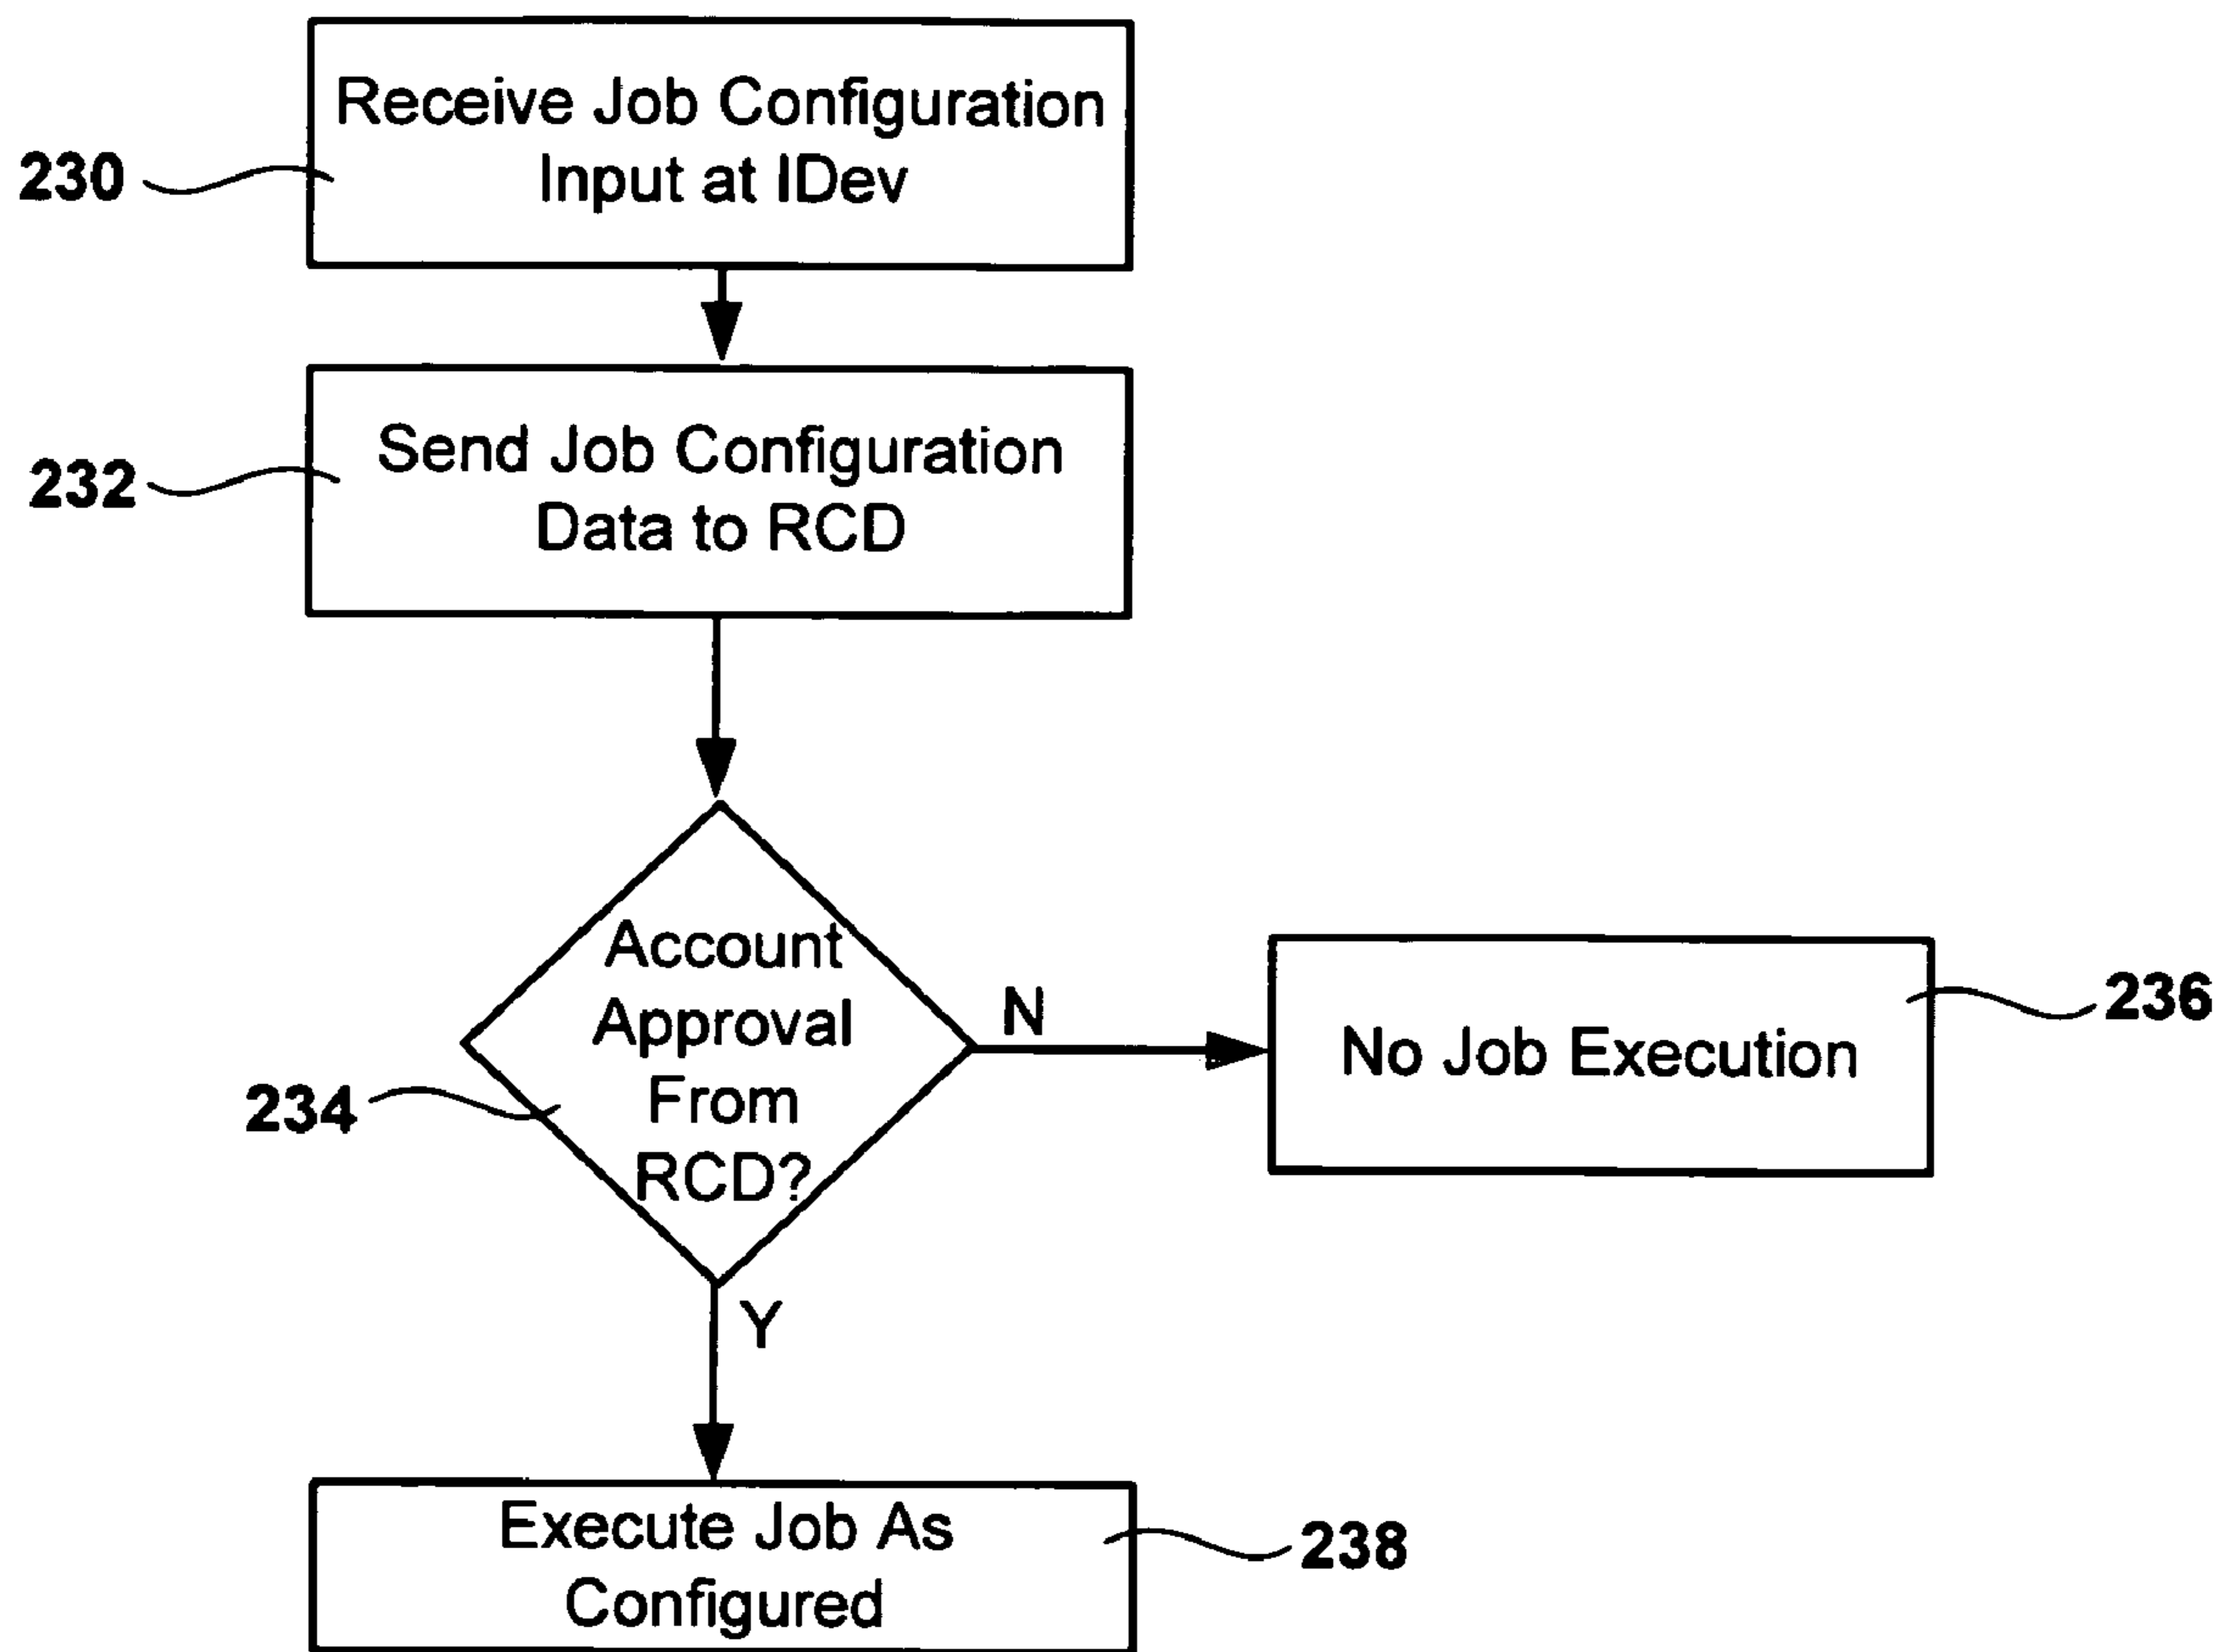 Receive Job Configuration
Input at IDev
230
Send Job Configuration
Data to RCD
232
Account
Approval
From
RCD?
234
N
No Job Execution
236
Y
Execute Job As
Configured
238